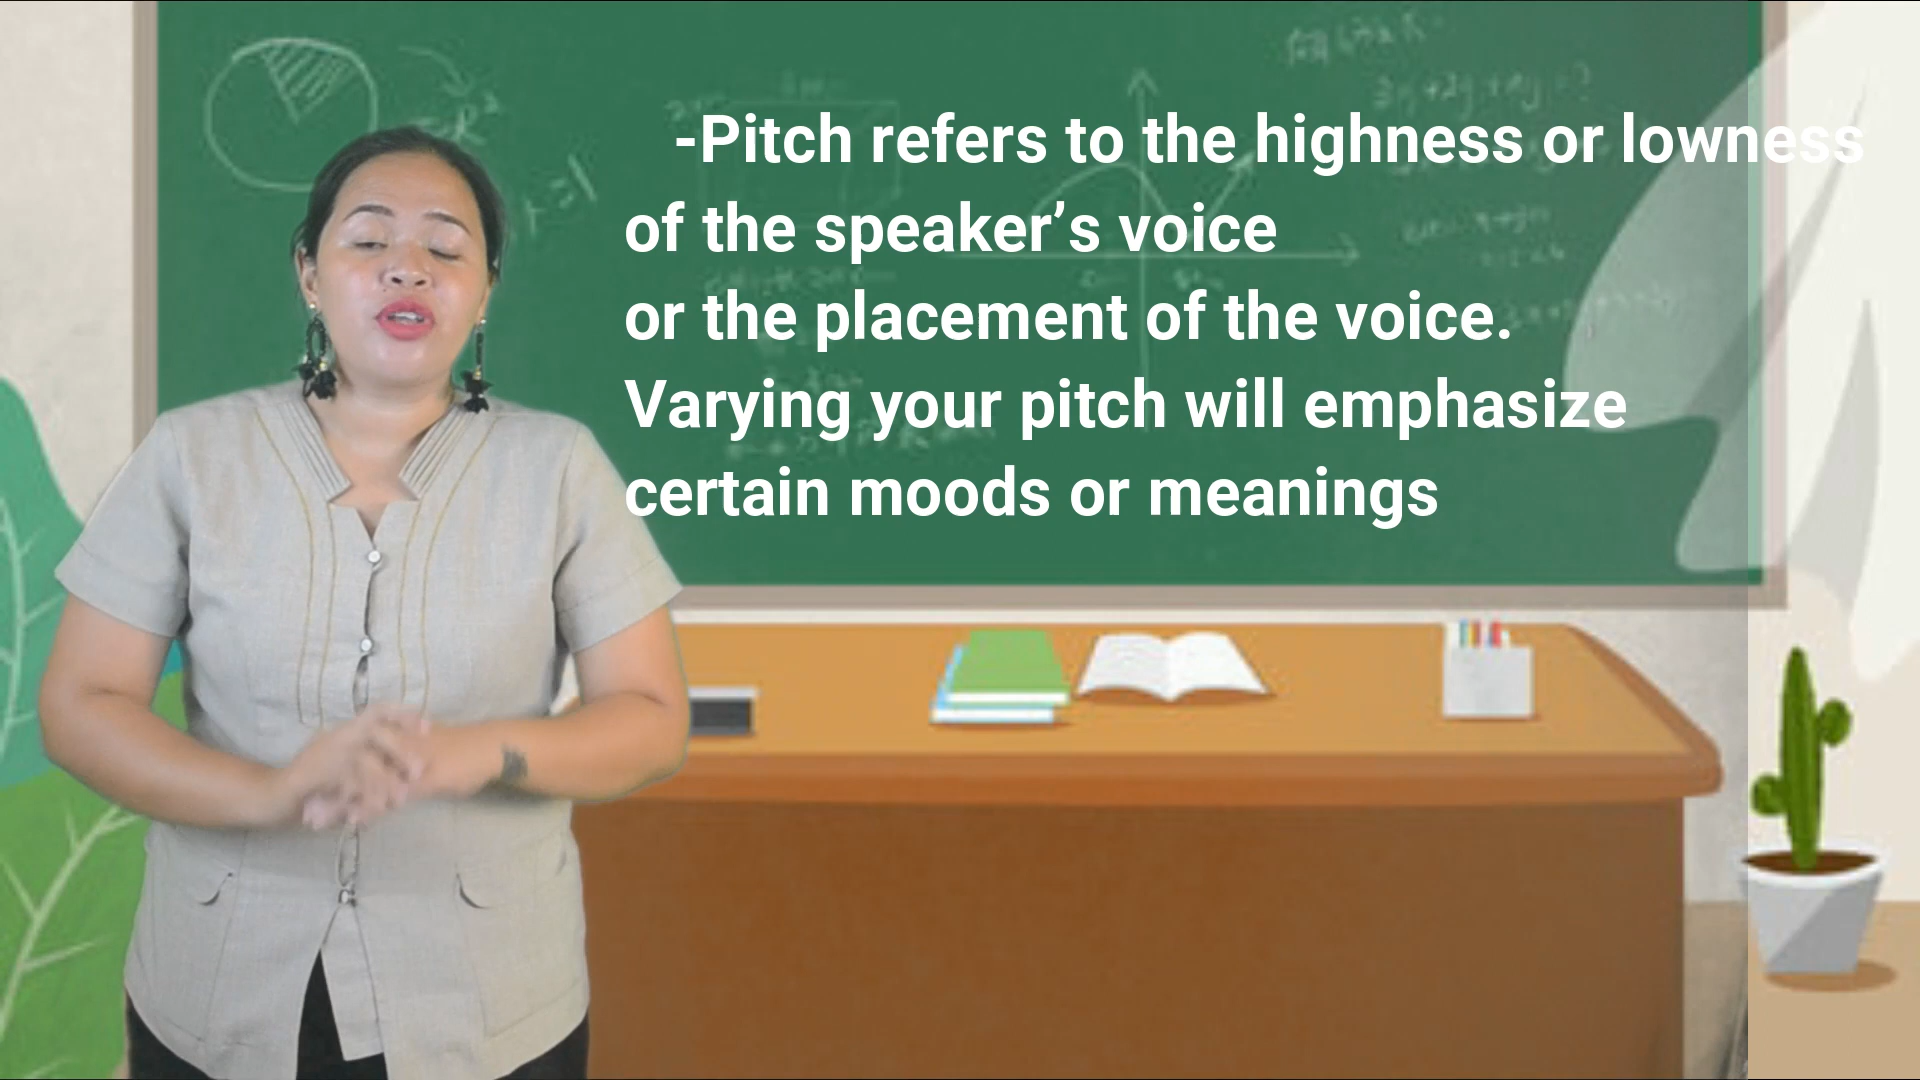 -Pitch refers to the highness or lowness
of the speaker’s voice
or the placement of the voice.
Varying your pitch will emphasize
certain moods or meanings